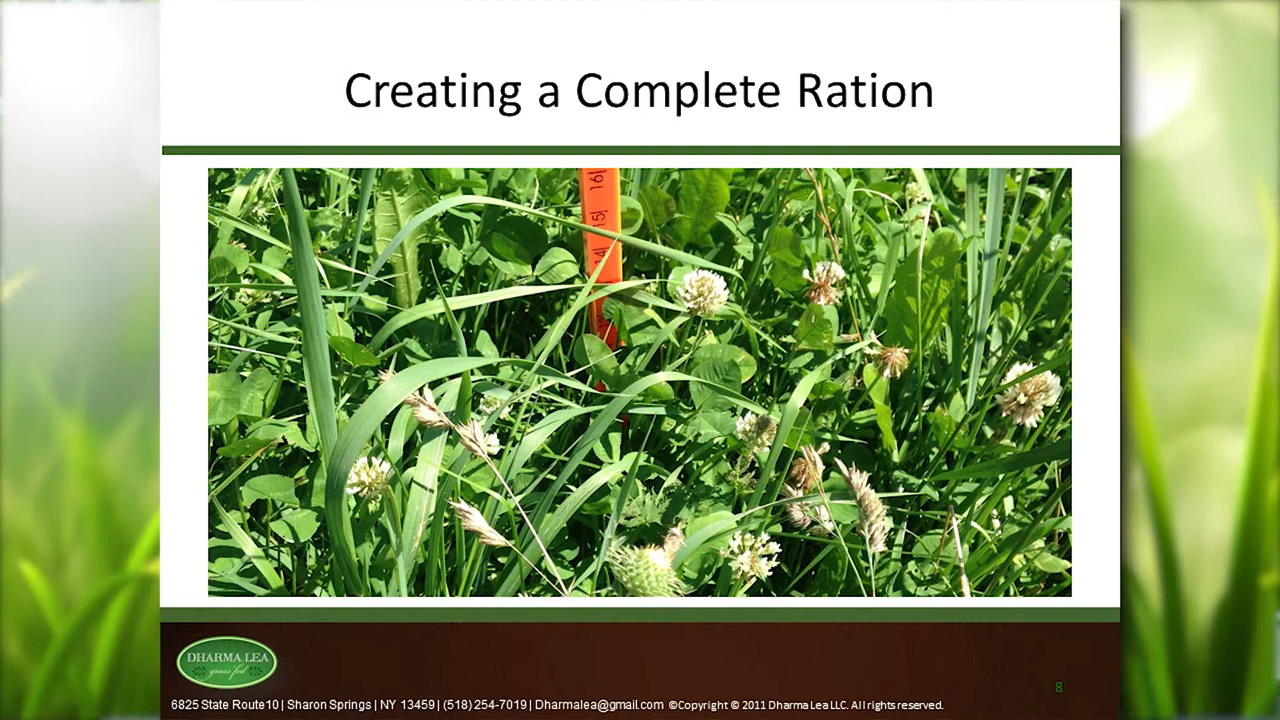 Creating a Complete Ration
16
15
14
DHARMA LEA
grass fed
8
6825 State Route10 | Sharon Springs | NY 13459 | (518) 254-7019 | Dharmalea@gmail.com ©Copyright © 2011 Dharma Lea LLC. All rights reserved.